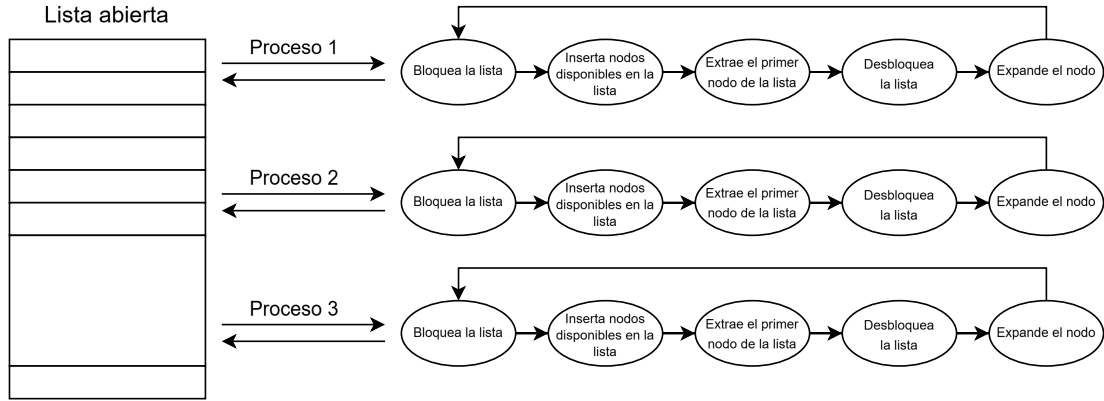 Lista abierta
Proceso 1
Bloquea la lista
Inserta nodos
disponibles en la
lista
Extrae el primer
nodo de la lista
Desbloquea
la lista
Expande el nodo
Proceso 2
Bloquea la lista
Inserta nodos
disponibles en la
lista
Extrae el primer
nodo de la lista
Desbloquea
la lista
Expande el nodo
Proceso 3
Bloquea la lista
Inserta nodos
disponibles en la
lista
Extrae el primer
nodo de la lista
Desbloquea
la lista
Expande el nodo